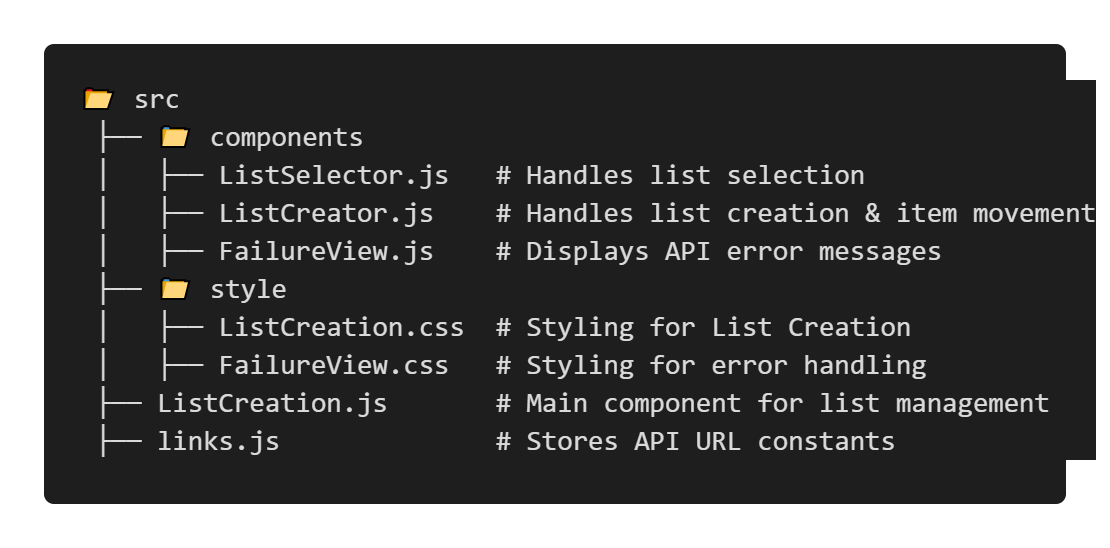 📁 src
 ├── 📁 components
 │   ├── ListSelector.js   # Handles list selection
 │   ├── ListCreator.js    # Handles list creation & item movement
 │   ├── FailureView.js    # Displays API error messages
 ├── 📁 style
 │   ├── ListCreation.css  # Styling for List Creation
 │   ├── FailureView.css   # Styling for error handling
 ├── ListCreation.js       # Main component for list management
 ├── links.js              # Stores API URL constants